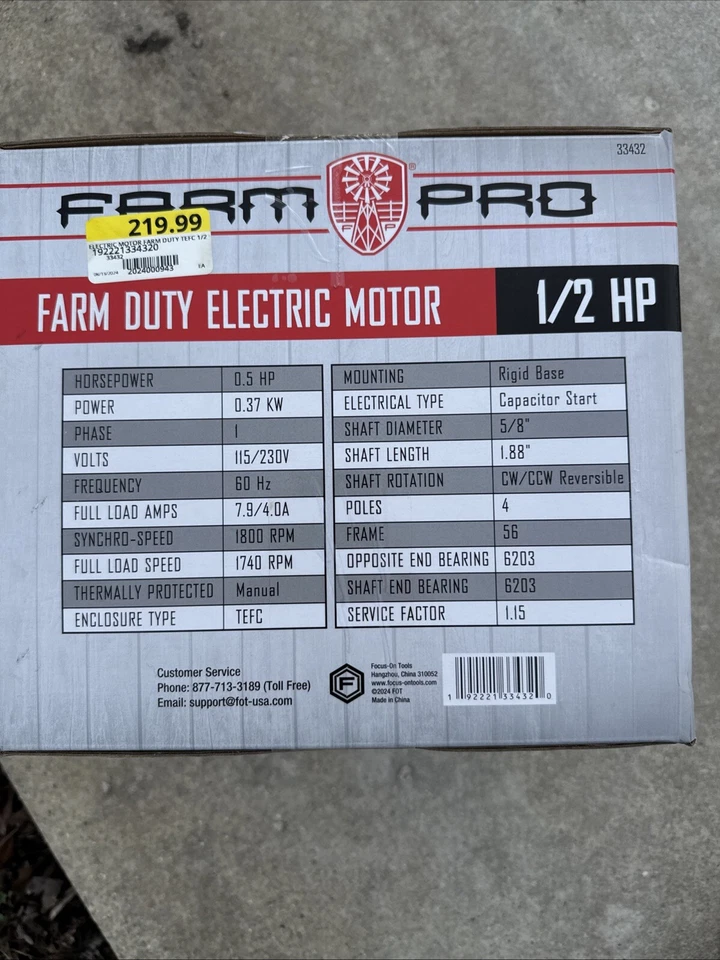 33432
FARM PRO
®
F P
219.99
ELECTRIC MOTOR FARM DUTY TEFC 1/2
192221334320
33432
2024000943
EA
FARM DUTY ELECTRIC MOTOR
1/2 HP
HORSEPOWER 0.5 HP
POWER 0.37 KW
PHASE 1
VOLTS 115/230V
FREQUENCY 60 Hz
FULL LOAD AMPS 7.9/4.0A
SYNCHRO-SPEED 1800 RPM
FULL LOAD SPEED 1740 RPM
THERMALLY PROTECTED Manual
ENCLOSURE TYPE TEFC
MOUNTING Rigid Base
ELECTRICAL TYPE Capacitor Start
SHAFT DIAMETER 5/8"
SHAFT LENGTH 1.88"
SHAFT ROTATION CW/CCW Reversible
POLES 4
FRAME 56
OPPOSITE END BEARING 6203
SHAFT END BEARING 6203
SERVICE FACTOR 1.15
Customer Service
Phone: 877-713-3189 (Toll Free)
Email: support@fot-usa.com
F
Focus-On Tools
Hangzhou, China 310052
www.focus-ontools.com
©2024 FOT
Made in China
1 92221 33432 0